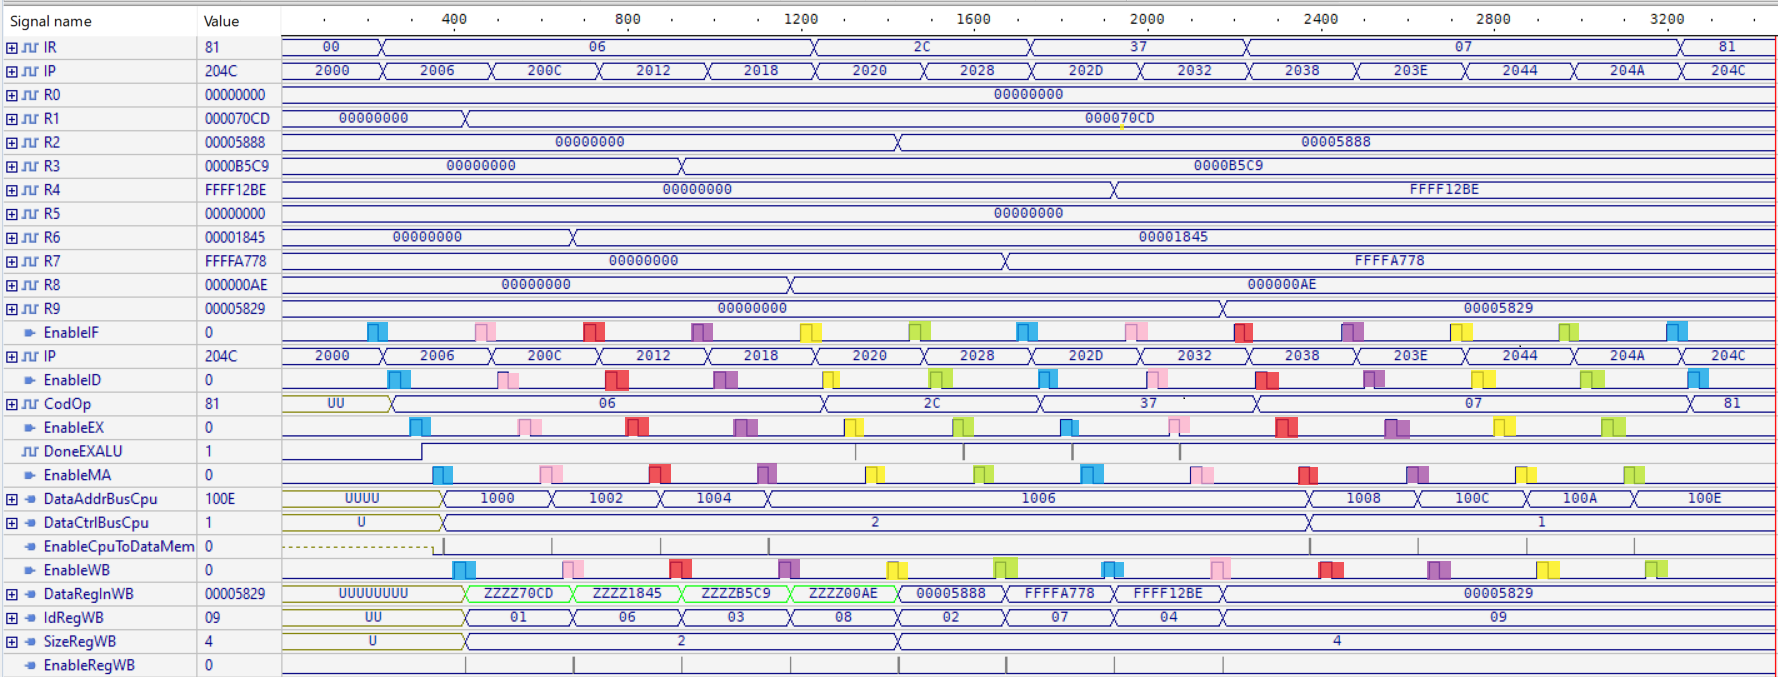 Signal name Value 400 800 1200 1600 2000 2400 2800 3200
IR 81 00 06 2C 37 07 81
IP 204C 2000 2006 200C 2012 2018 2020 2028 202D 2032 2038 203E 2044 204A 204C
R0 00000000 00000000
R1 000070CD 00000000 000070CD
R2 00005888 00000000 00005888
R3 0000B5C9 00000000 0000B5C9
R4 FFFF12BE 00000000 FFFF12BE
R5 00000000 00000000
R6 00001845 00000000 00001845
R7 FFFFA778 00000000 FFFFA778
R8 000000AE 00000000 000000AE
R9 00005829 00000000 00005829
EnableIF 0
IP 204C 2000 2006 200C 2012 2018 2020 2028 202D 2032 2038 203E 2044 204A 204C
EnableID 0
CodOp 81 UU 06 2C 37 07 81
EnableEX 0
DoneEXALU 1
EnableMA 0
DataAddrBusCpu 100E UUUU 1000 1002 1004 1006 1008 100C 100A 100E
DataCtrlBusCpu 1 U 2 1
EnableCpuToDataMem 0
EnableWB 0
DataRegInWB 00005829 UUUUUUUU ZZZZ70CD ZZZZ1845 ZZZZB5C9 ZZZZ00AE 00005888 FFFFA778 FFFF12BE 00005829
IdRegWB 09 UU 01 06 03 08 02 07 04 09
SizeRegWB 4 U 2 4
EnableRegWB 0